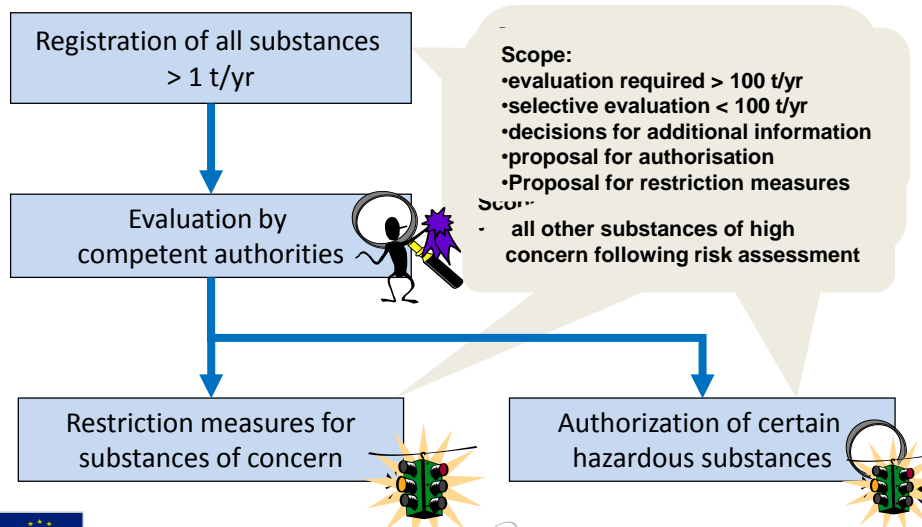 Registration of all substances
> 1 t/yr
Scope:
•evaluation required > 100 t/yr
•selective evaluation < 100 t/yr
•decisions for additional information
•proposal for authorisation
•Proposal for restriction measures
Evaluation by
competent authorities
Scope:
• all other substances of high
concern following risk assessment
Restriction measures for
substances of concern
Authorization of certain
hazardous substances